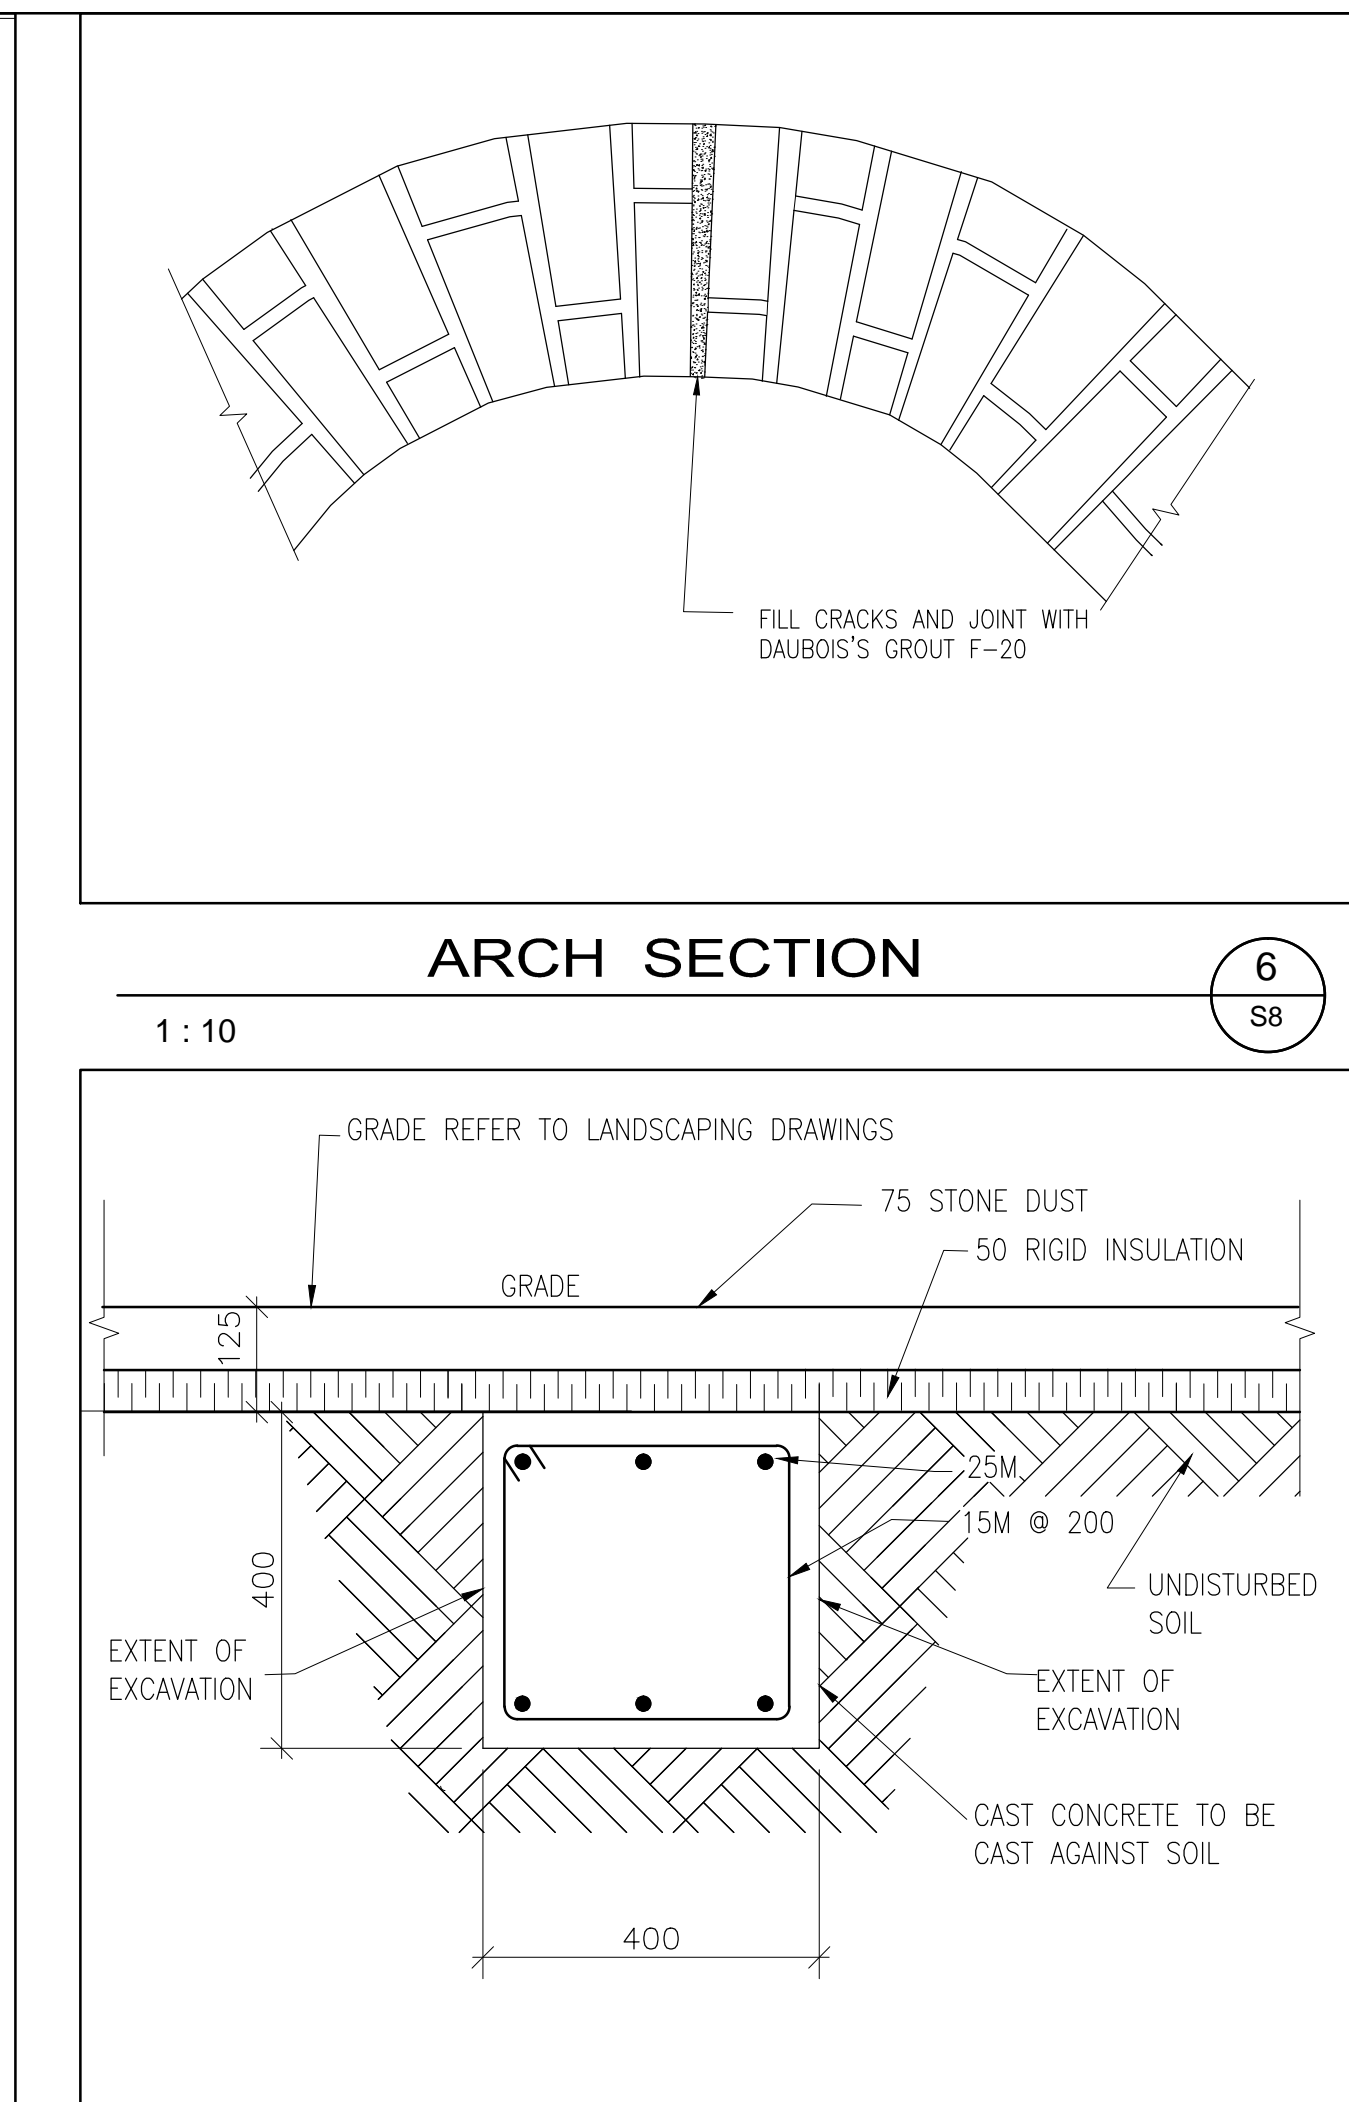 FILL CRACKS AND JOINT WITH
DAUBOIS'S GROUT F-20
ARCH SECTION
6
S8
1 : 10
GRADE REFER TO LANDSCAPING DRAWINGS
75 STONE DUST
50 RIGID INSULATION
GRADE
125
25M
15M @ 200
400
UNDISTURBED
SOIL
EXTENT OF
EXCAVATION
EXTENT OF
EXCAVATION
CAST CONCRETE TO BE
CAST AGAINST SOIL
400